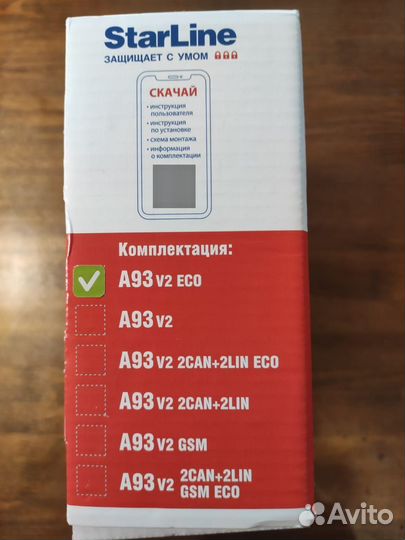 StarLine
ЗАЩИЩАЕТ С УМОМ
СКАЧАЙ
• инструкция
пользователя
• инструкция
по установке
• схема монтажа
• информация
о комплектации
Комплектация:
A93 V2 ECO
A93 V2
A93 V2 2CAN+2LIN ECO
A93 V2 2CAN+2LIN
A93 V2 GSM
A93 V2 2CAN+2LIN
GSM ECO
Avito